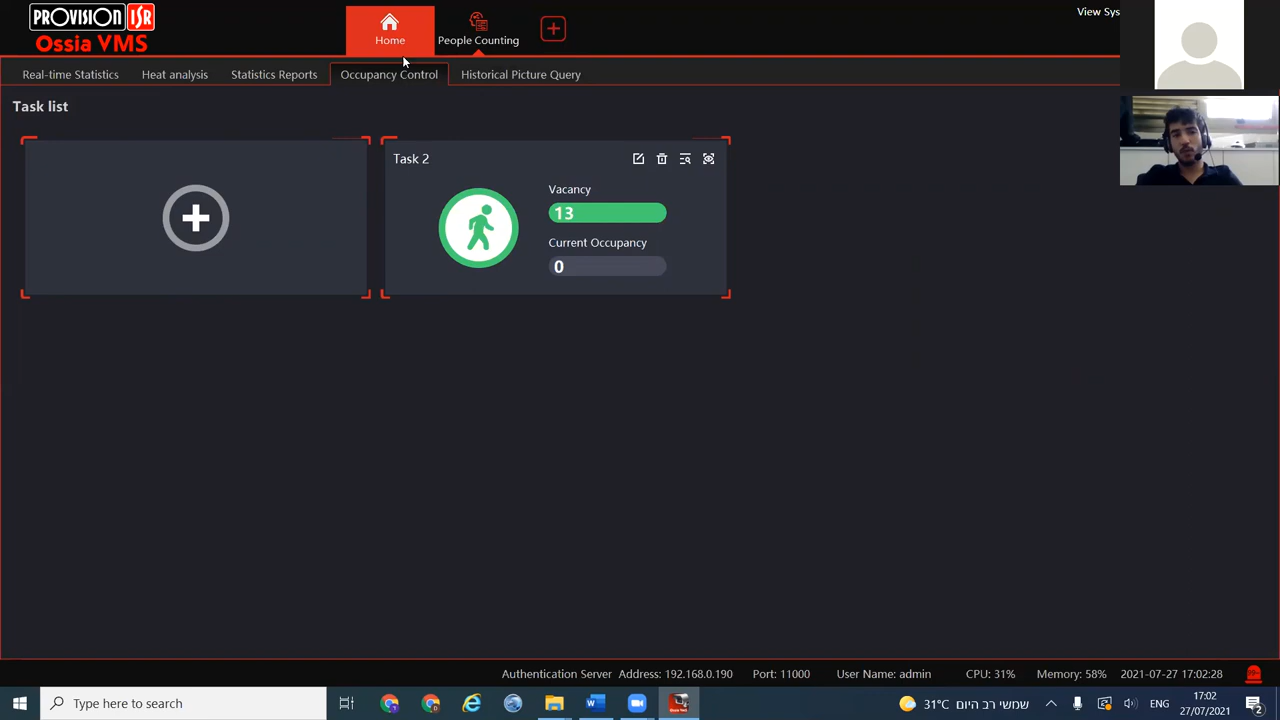 PROVISION ISR
Ossia VMS
Home
People Counting
View Sys
Real-time Statistics
Heat analysis
Statistics Reports
Occupancy Control
Historical Picture Query
Task list
Task 2
Vacancy
13
Current Occupancy
0
Authentication Server Address: 192.168.0.190 Port: 11000 User Name: admin CPU: 31% Memory: 58% 2021-07-27 17:02:28
Type here to search
31°C שמשי רב היום
ENG
17:02
27/07/2021
2